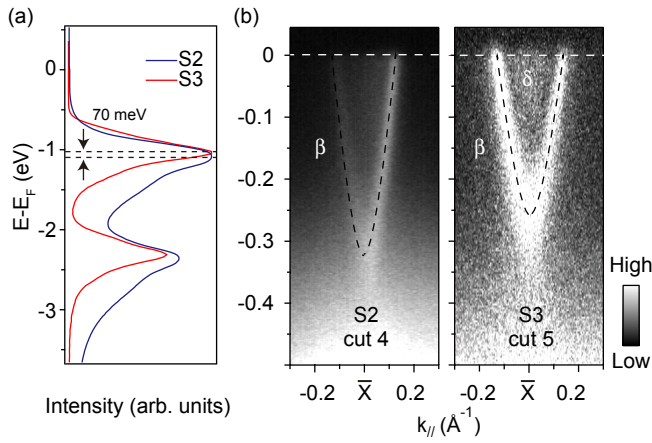 (a)
S2
S3
70 meV
0
-1
-2
-3
E-E_F (eV)
Intensity (arb. units)
(b)
0
-0.1
-0.2
-0.3
-0.4
β
S2
cut 4
-0.2 X̅ 0.2
δ
β
S3
cut 5
-0.2 X̅ 0.2
k_{//} (Å⁻¹)
High
Low